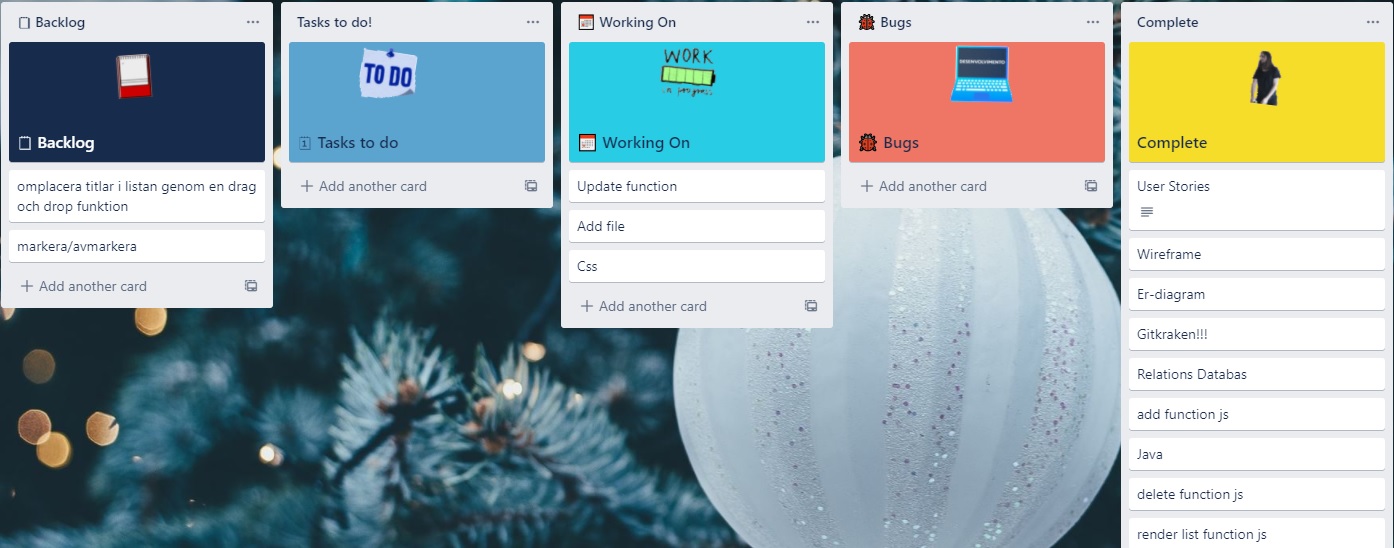 Backlog
Backlog
omplacera titlar i listan genom en drag
och drop funktion
markera/avmarkera
Add another card
Tasks to do!
TO DO
1 Tasks to do
Add another card
Working On
WORK
in progress
Working On
Update function
Add file
Css
Add another card
Bugs
DESENVOLVIMENTO
Bugs
Add another card
Complete
Complete
User Stories
Wireframe
Er-diagram
Gitkraken!!!
Relations Databas
add function js
Java
delete function js
render list function js